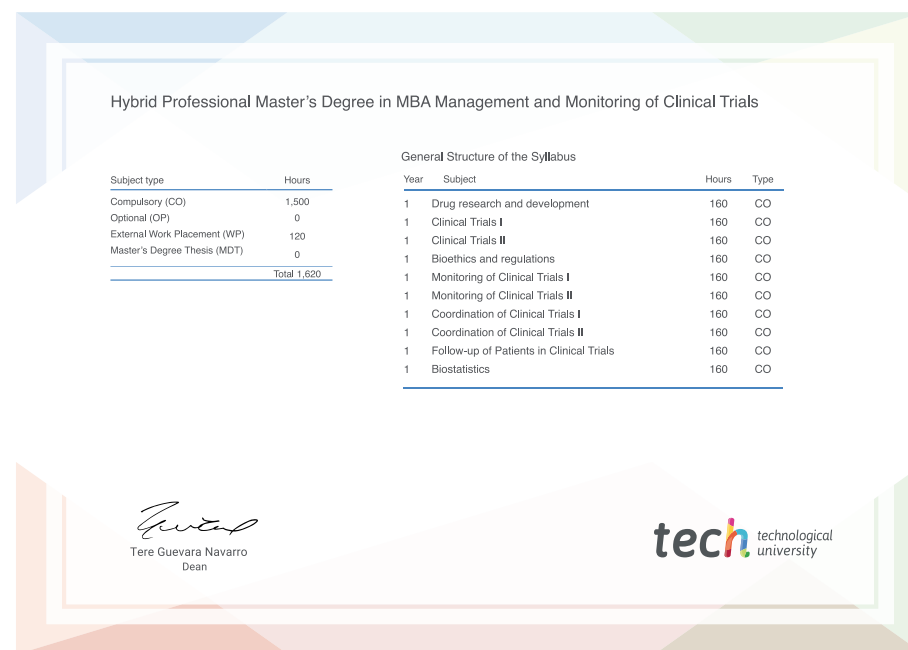 Hybrid Professional Master's Degree in MBA Management and Monitoring of Clinical Trials
Subject type Hours
Compulsory (CO) 1,500
Optional (OP) 0
External Work Placement (WP) 120
Master's Degree Thesis (MDT) 0
Total 1,620
General Structure of the Syllabus
Year Subject Hours Type
1 Drug research and development 160 CO
1 Clinical Trials I 160 CO
1 Clinical Trials II 160 CO
1 Bioethics and regulations 160 CO
1 Monitoring of Clinical Trials I 160 CO
1 Monitoring of Clinical Trials II 160 CO
1 Coordination of Clinical Trials I 160 CO
1 Coordination of Clinical Trials II 160 CO
1 Follow-up of Patients in Clinical Trials 160 CO
1 Biostatistics 160 CO
Tere Guevara Navarro
Dean
tech technological
university